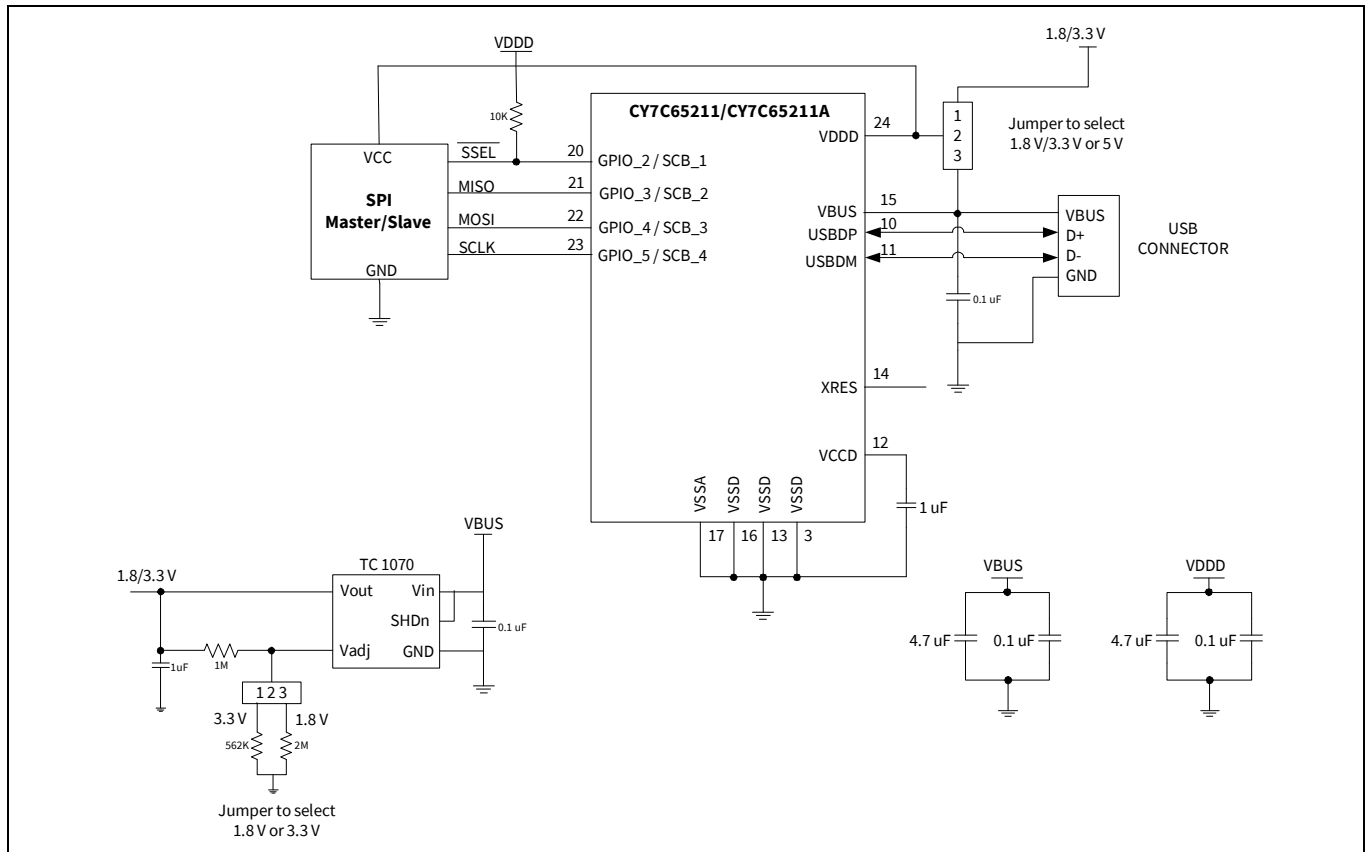 VDDD
1.8/3.3 V
10K
CY7C65211/CY7C65211A
VDDD
24
1
2
3
Jumper to select
1.8 V/3.3 V or 5 V
VCC
SPI
Master/Slave
GND
SSEL
20
GPIO_2 / SCB_1
MISO
21
GPIO_3 / SCB_2
MOSI
22
GPIO_4 / SCB_3
SCLK
23
GPIO_5 / SCB_4
VBUS
15
USBDP
10
USBDM
11
VBUS
D+
D-
GND
USB
CONNECTOR
0.1 uF
XRES
14
VCCD
12
1 uF
VSSA
VSSD
VSSD
VSSD
17
16
13
3
VBUS
TC 1070
1.8/3.3 V
Vout
Vin
SHDn
Vadj
GND
0.1 uF
1uF
1M
1 2 3
3.3 V
1.8 V
562K
2M
Jumper to select
1.8 V or 3.3 V
VBUS
4.7 uF
0.1 uF
VDDD
4.7 uF
0.1 uF